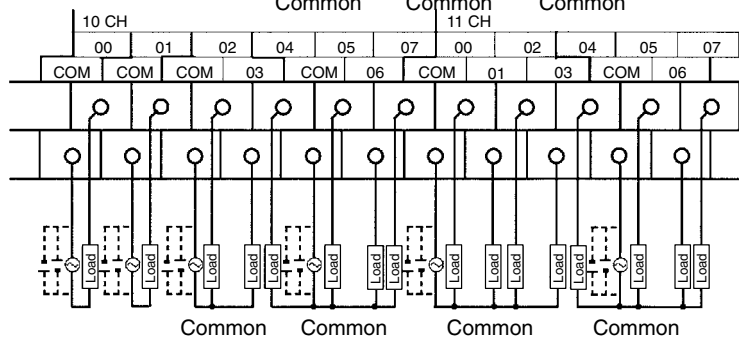 Common Common Common
10 CH 11 CH
00 01 02 04 05 07 00 02 04 05 07
COM COM COM 03 COM 06 COM 01 03 COM 06
Load Load Load Load Load Load Load Load Load Load Load Load Load Load Load Load
Common Common Common Common